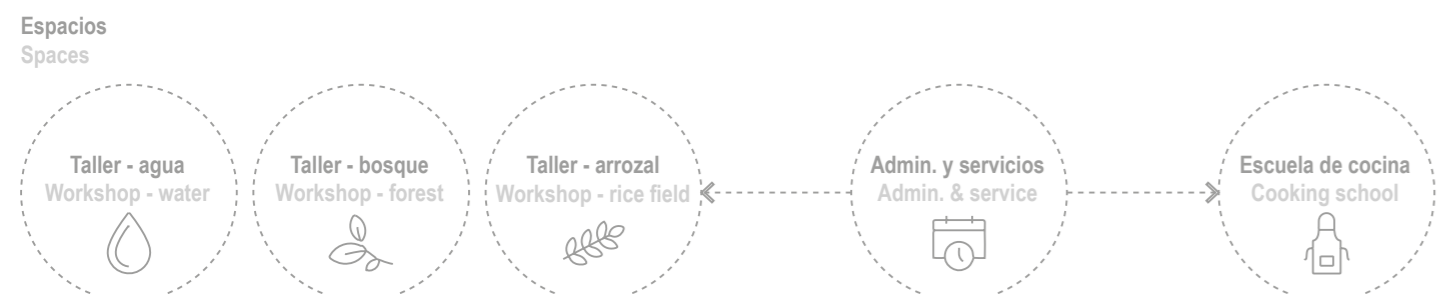 Espacios
Spaces
Taller - agua
Workshop - water
Taller - bosque
Workshop - forest
Taller - arrozal
Workshop - rice field
Admin. y servicios
Admin. & service
Escuela de cocina
Cooking school